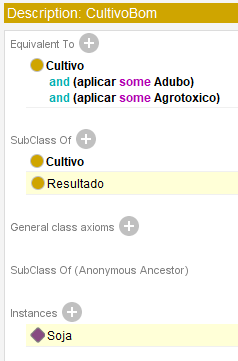 Description: CultivoBom
Equivalent To
Cultivo
and (aplicar some Adubo)
and (aplicar some Agrotoxico)
SubClass Of
Cultivo
Resultado
General class axioms
SubClass Of (Anonymous Ancestor)
Instances
Soja